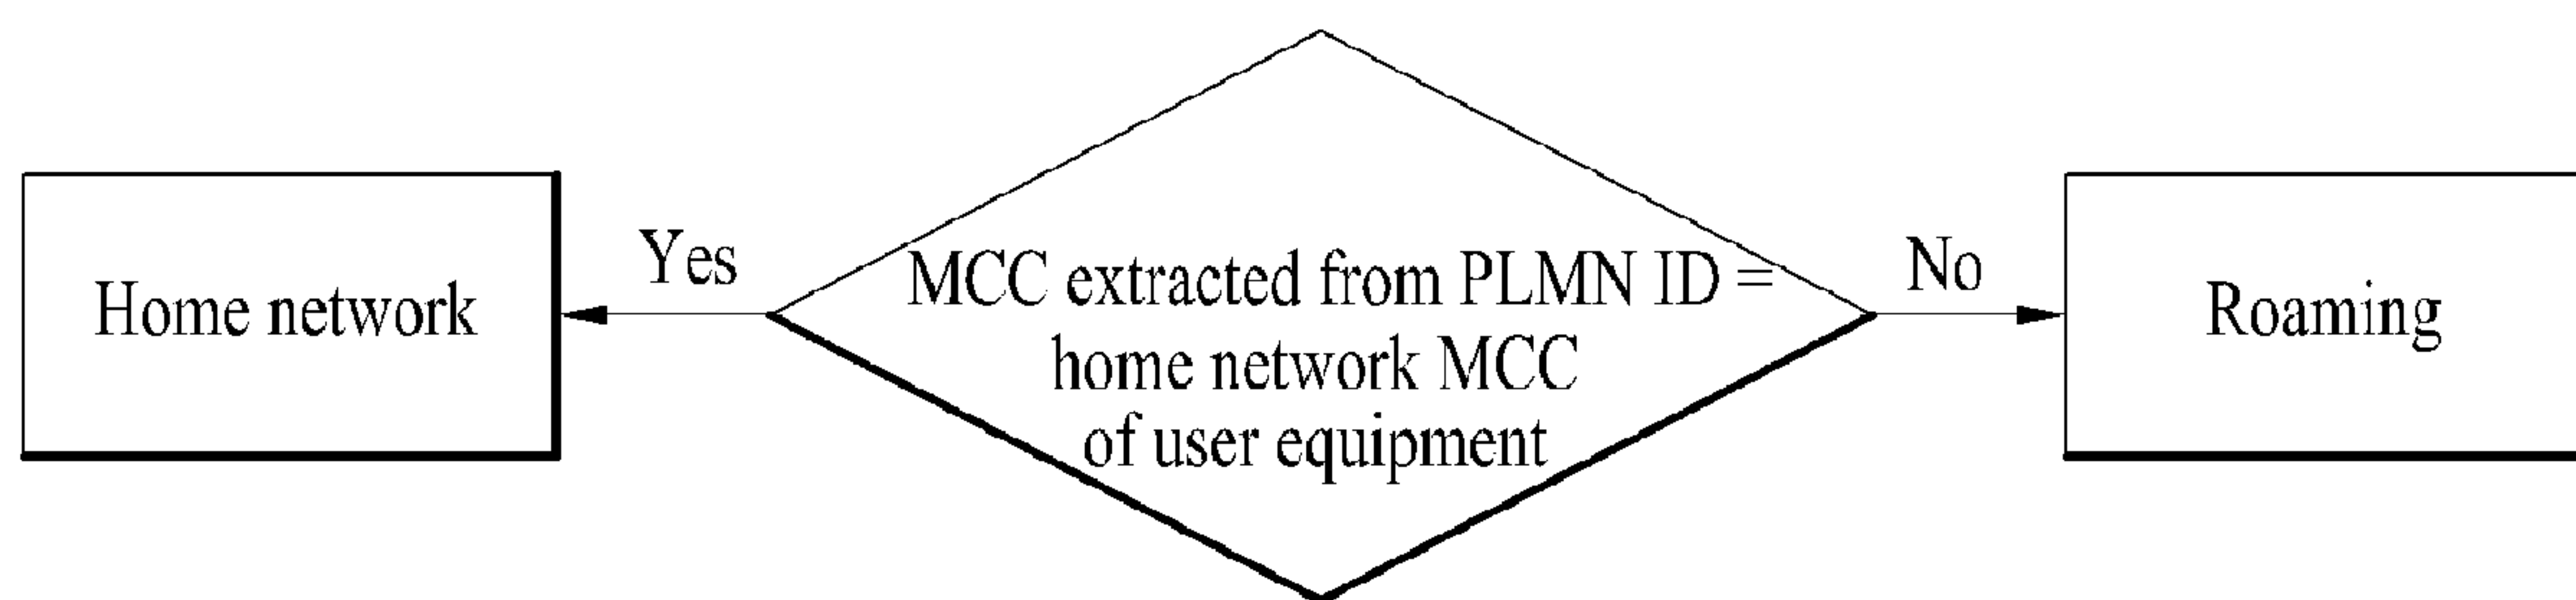 Home network
Yes
MCC extracted from PLMN ID =
home network MCC
of user equipment
No
Roaming